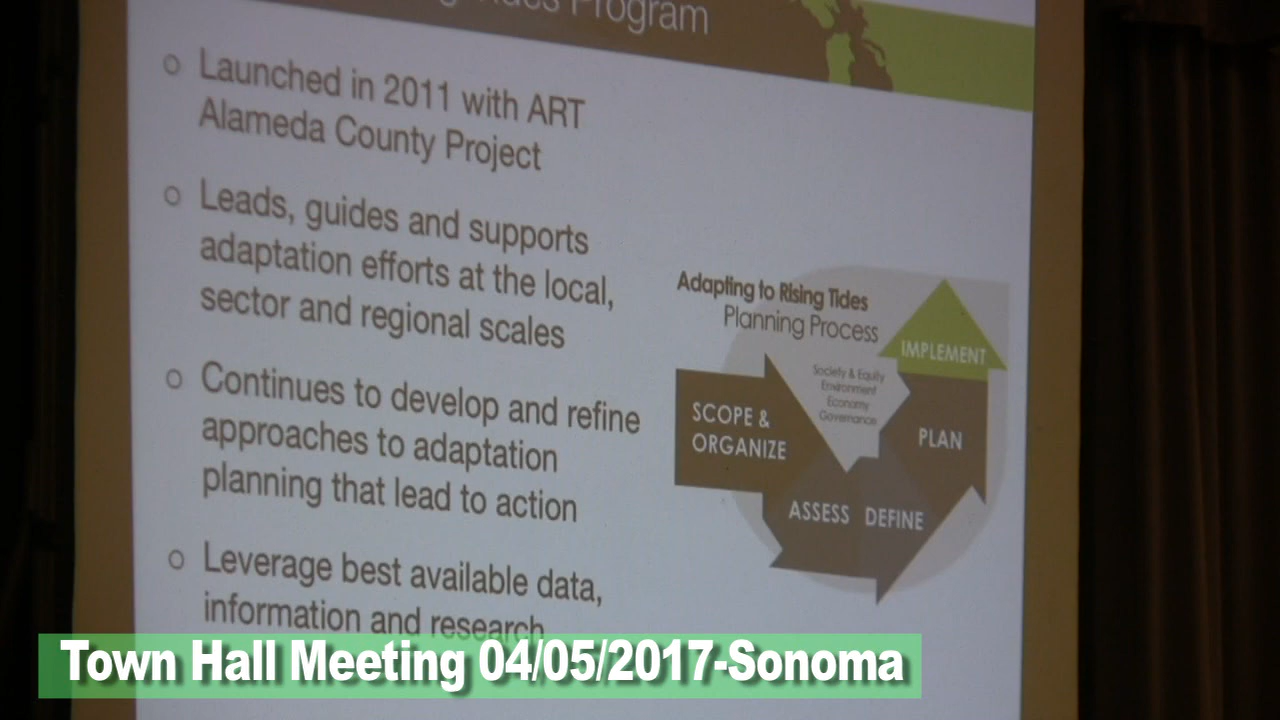 Tides Program
Launched in 2011 with ART
Alameda County Project
Leads, guides and supports
adaptation efforts at the local,
sector and regional scales
Continues to develop and refine
approaches to adaptation
planning that lead to action
Leverage best available data,
information and research
Adapting to Rising Tides
Planning Process
Society & Equity
Environment
Economy
Governance
IMPLEMENT
SCOPE &
ORGANIZE
PLAN
ASSESS DEFINE
Town Hall Meeting 04/05/2017-Sonoma